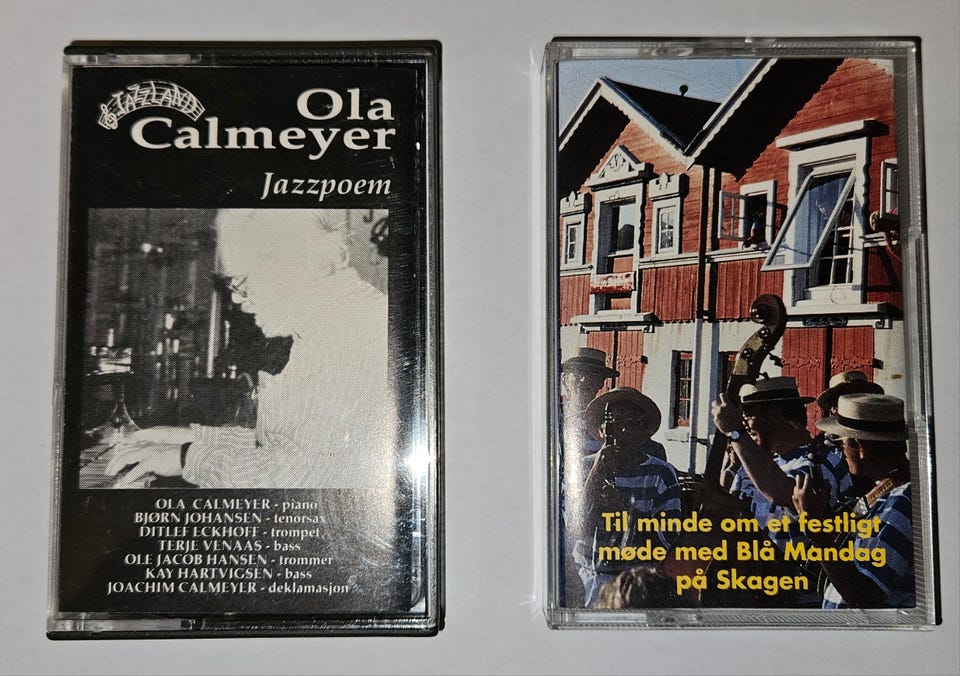 JAZZLAND
Ola
Calmeyer
Jazzpoem
OLA CALMEYER - piano
BJØRN JOHANSEN - tenorsax
DITLEF ECKHOFF - trompet
TERJE VENAAS - bass
OLE JACOB HANSEN - trommer
KAY HARTVIGSEN - bass
JOACHIM CALMEYER - deklamasjon
Til minde om et festligt
møde med Blå Mandag
på Skagen